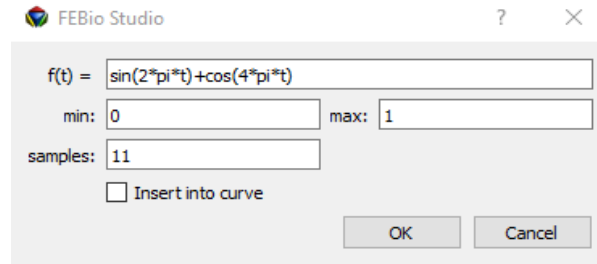 FEBio Studio ?
f(t) = sin(2*pi*t)+cos(4*pi*t)
min: 0 max: 1
samples: 11
Insert into curve
OK Cancel